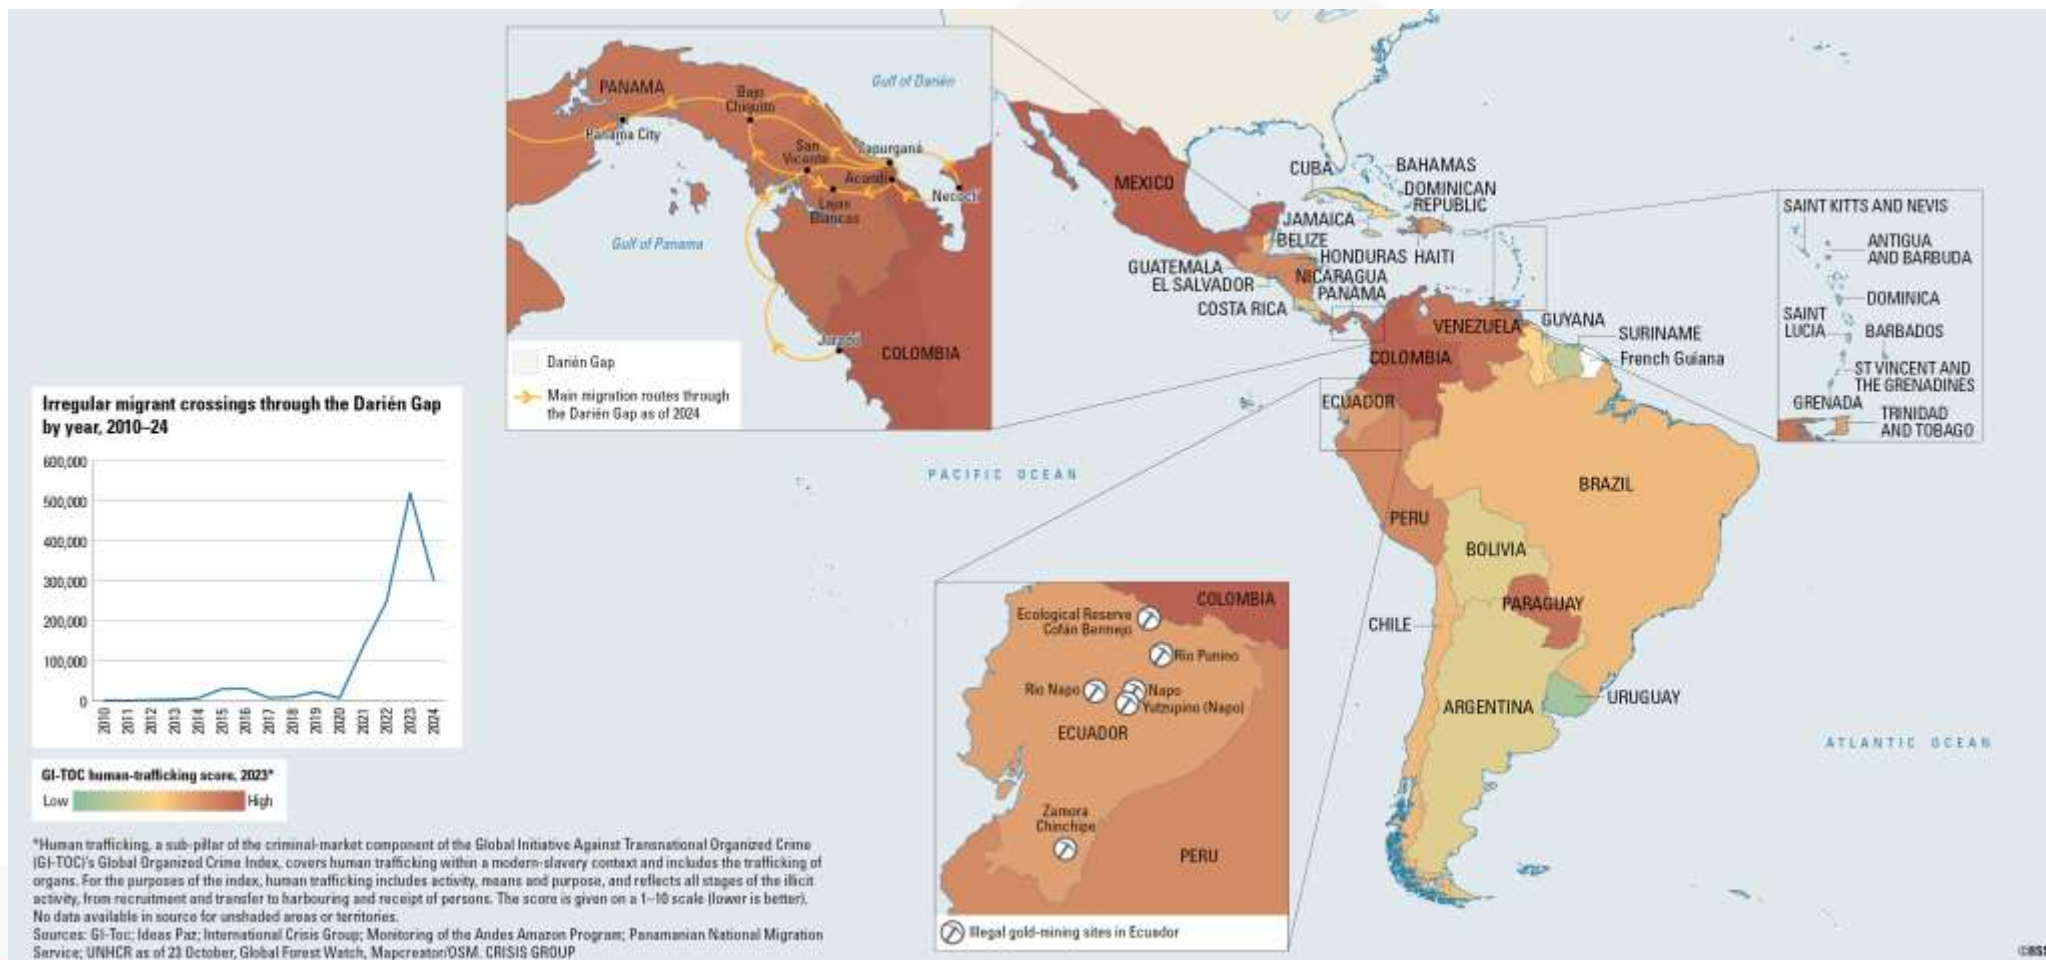 PANAMA
Gulf of Darién
Bajo
Chiquito
Panama City
San
Vicente
Sapurganá
Acandí
Necoclí
Lajas
Blancas
Gulf of Panama
Juradó
COLOMBIA
Darién Gap
Main migration routes through
the Darién Gap as of 2024
MEXICO
CUBA
BAHAMAS
DOMINICAN
REPUBLIC
JAMAICA
BELIZE
HONDURAS
HAITI
GUATEMALA
NICARAGUA
EL SALVADOR
PANAMA
COSTA RICA
VENEZUELA
GUYANA
SURINAME
French Guiana
COLOMBIA
ECUADOR
BRAZIL
PERU
BOLIVIA
PARAGUAY
CHILE
ARGENTINA
URUGUAY
PACIFIC OCEAN
ATLANTIC OCEAN
SAINT KITTS AND NEVIS
ANTIGUA
AND BARBUDA
DOMINICA
SAINT
LUCIA
BARBADOS
ST VINCENT AND
THE GRENADINES
GRENADA
TRINIDAD
AND TOBAGO
Irregular migrant crossings through the Darién Gap
by year, 2010–24
600,000
500,000
400,000
300,000
200,000
100,000
0
2010
2011
2012
2013
2014
2015
2016
2017
2018
2019
2020
2021
2022
2023
2024
COLOMBIA
Ecological Reserve
Cofán Bermejo
Río Punino
Río Napo
Napo
Yutzupino (Napo)
ECUADOR
Zamora
Chinchipe
PERU
Illegal gold-mining sites in Ecuador
GI-TOC human-trafficking score, 2023*
Low
High
*Human trafficking, a sub-pillar of the criminal-market component of the Global Initiative Against Transnational Organized Crime
(GI-TOC)'s Global Organized Crime Index, covers human trafficking within a modern-slavery context and includes the trafficking of
organs. For the purposes of the index, human trafficking includes activity, means and purpose, and reflects all stages of the illicit
activity, from recruitment and transfer to harbouring and receipt of persons. The score is given on a 1–10 scale (lower is better).
No data available in source for unshaded areas or territories.
Sources: GI-Toc; Ideas Paz; International Crisis Group; Monitoring of the Andes Amazon Program; Panamanian National Migration
Service; UNHCR as of 23 October, Global Forest Watch, Mapcreator/OSM. CRISIS GROUP